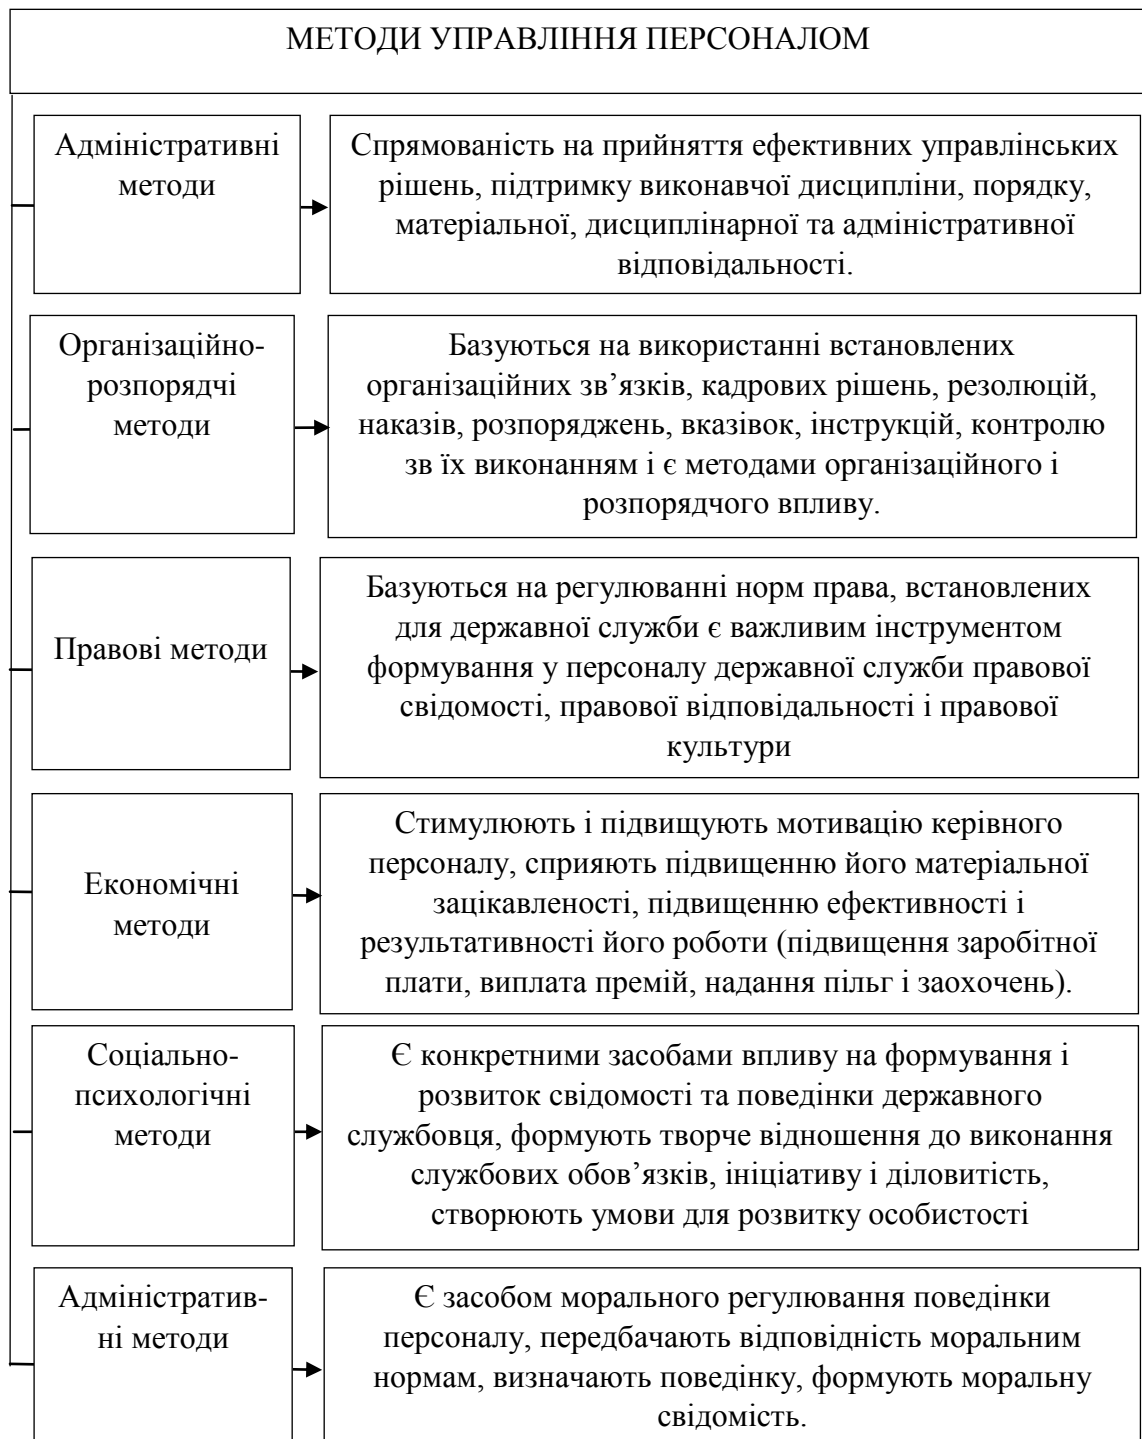 МЕТОДИ УПРАВЛІННЯ ПЕРСОНАЛОМ
Адміністративні
методи
Спрямованість на прийняття ефективних управлінських
рішень, підтримку виконавчої дисципліни, порядку,
матеріальної, дисциплінарної та адміністративної
відповідальності.
Організаційно-
розпорядчі
методи
Базуються на використанні встановлених
організаційних зв’язків, кадрових рішень, резолюцій,
наказів, розпоряджень, вказівок, інструкцій, контролю
зв їх виконанням і є методами організаційного і
розпорядчого впливу.
Правові методи
Базуються на регулюванні норм права, встановлених
для державної служби є важливим інструментом
формування у персоналу державної служби правової
свідомості, правової відповідальності і правової
культури
Економічні
методи
Стимулюють і підвищують мотивацію керівного
персоналу, сприяють підвищенню його матеріальної
зацікавленості, підвищенню ефективності і
результативності його роботи (підвищення заробітної
плати, виплата премій, надання пільг і заохочень).
Соціально-
психологічні
методи
Є конкретними засобами впливу на формування і
розвиток свідомості та поведінки державного
службовця, формують творче відношення до виконання
службових обов’язків, ініціативу і діловитість,
створюють умови для розвитку особистості
Адміністратив-
ні методи
Є засобом морального регулювання поведінки
персоналу, передбачають відповідність моральним
нормам, визначають поведінку, формують моральну
свідомість.